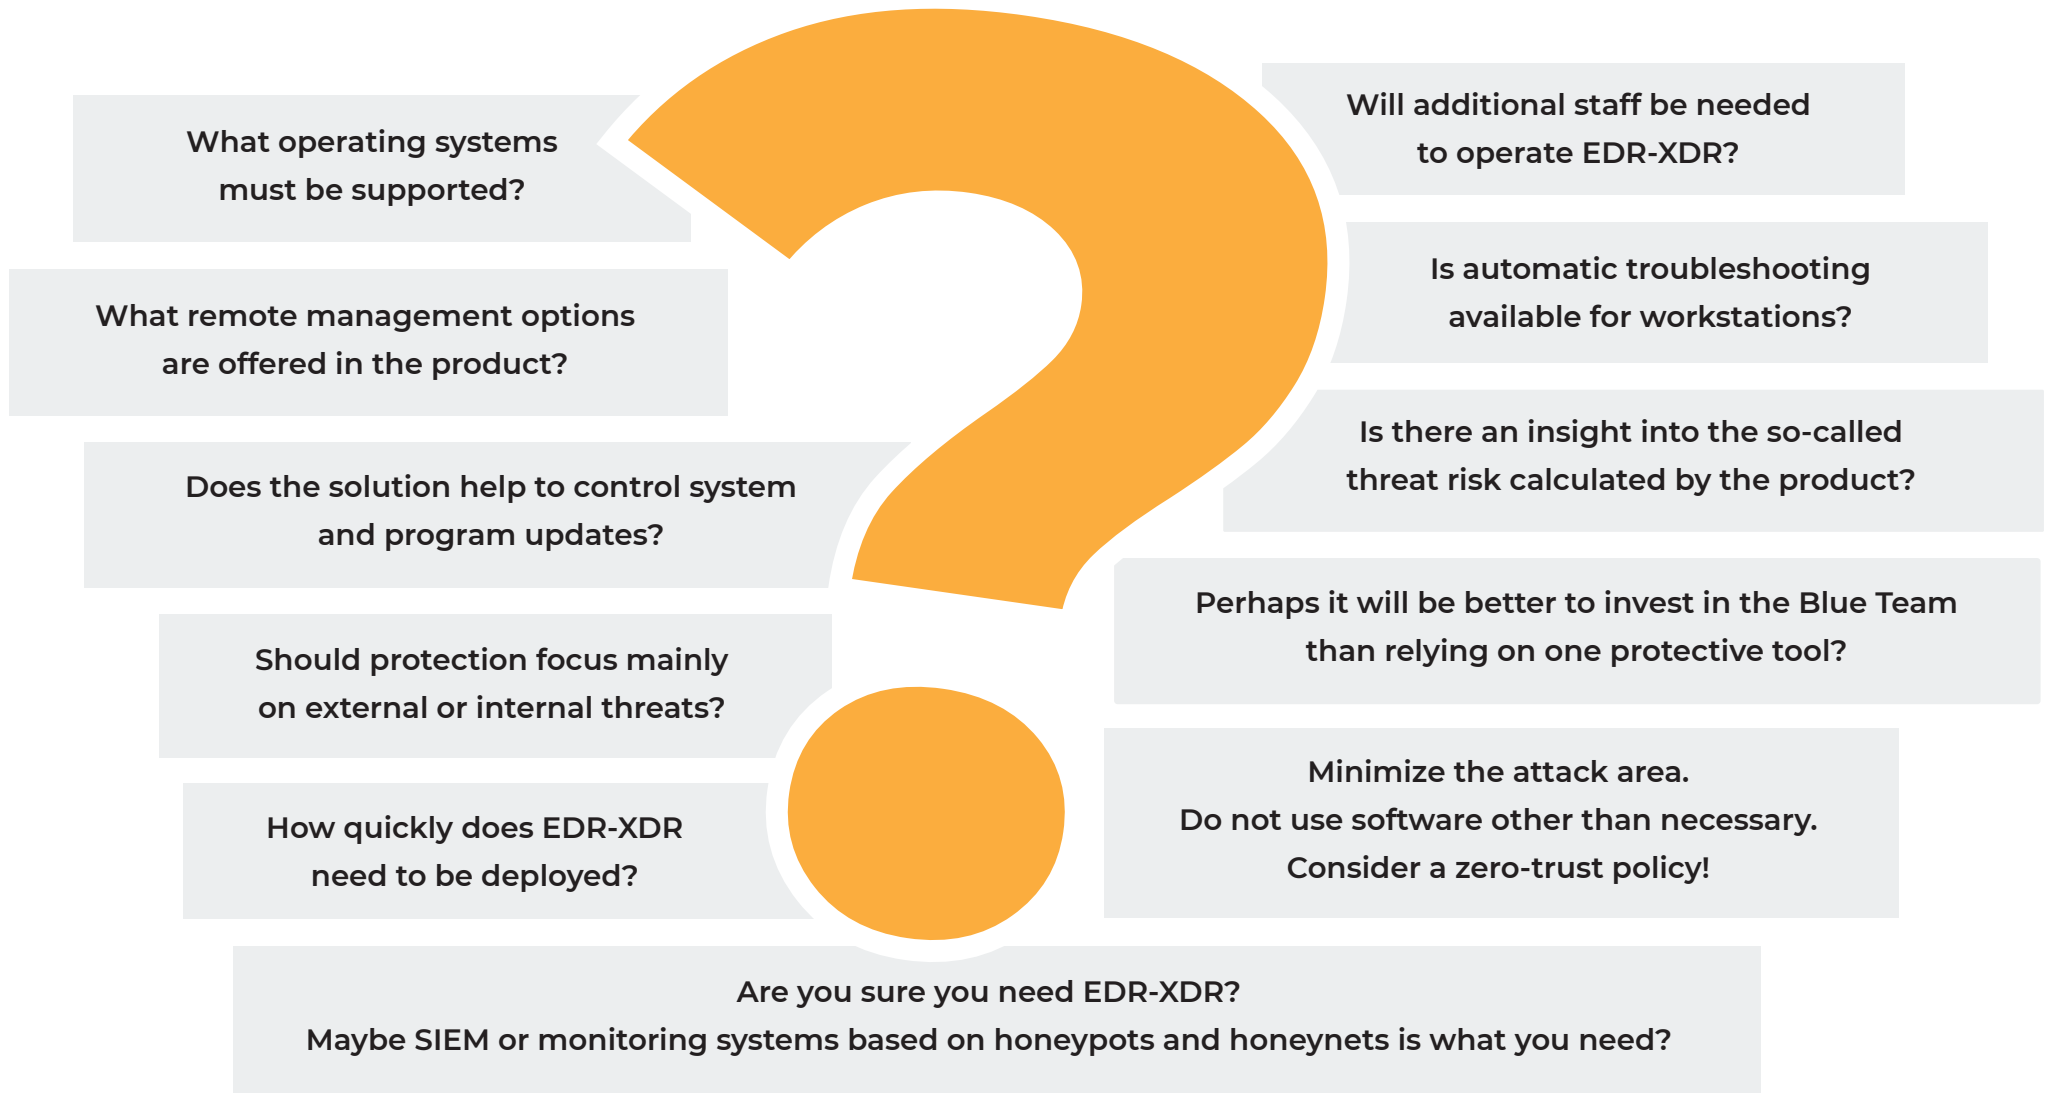 What operating systems
must be supported?
What remote management options
are offered in the product?
Does the solution help to control system
and program updates?
Should protection focus mainly
on external or internal threats?
How quickly does EDR-XDR
need to be deployed?
Will additional staff be needed
to operate EDR-XDR?
Is automatic troubleshooting
available for workstations?
Is there an insight into the so-called
threat risk calculated by the product?
Perhaps it will be better to invest in the Blue Team
than relying on one protective tool?
Minimize the attack area.
Do not use software other than necessary.
Consider a zero-trust policy!
Are you sure you need EDR-XDR?
Maybe SIEM or monitoring systems based on honeypots and honeynets is what you need?